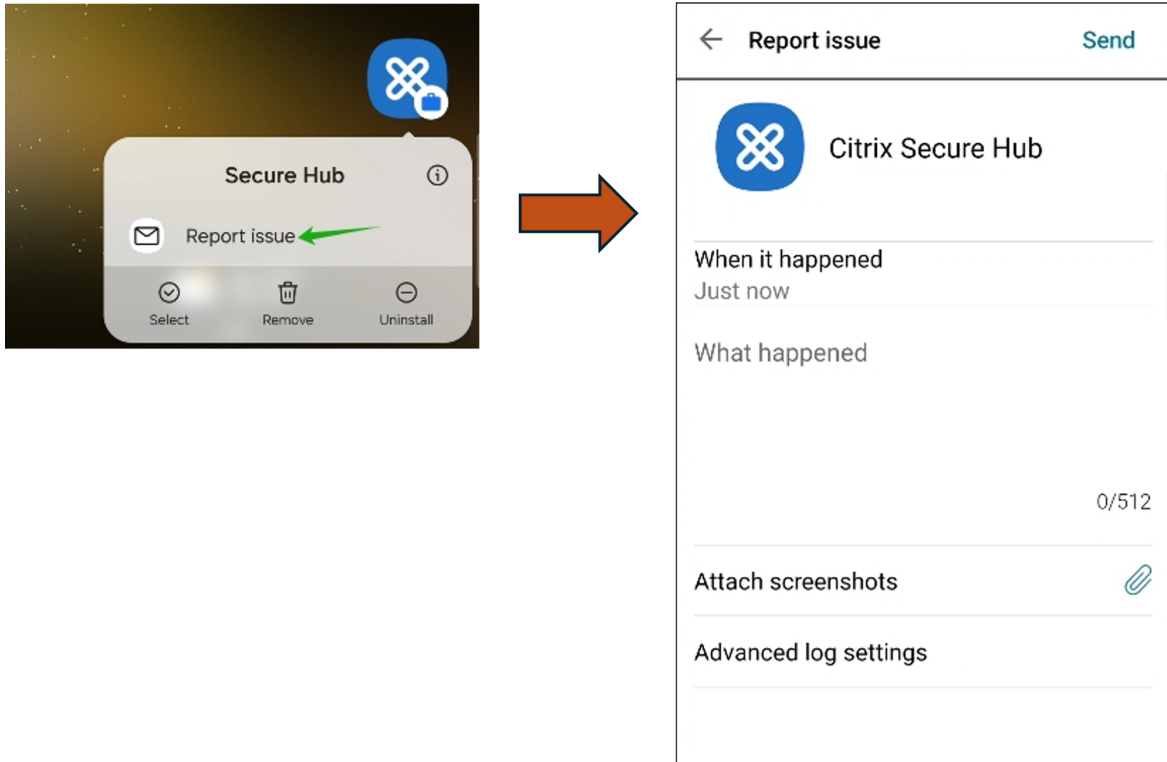 Secure Hub
Report issue
Select Remove Uninstall
Report issue Send
Citrix Secure Hub
When it happened
Just now
What happened
0/512
Attach screenshots
Advanced log settings